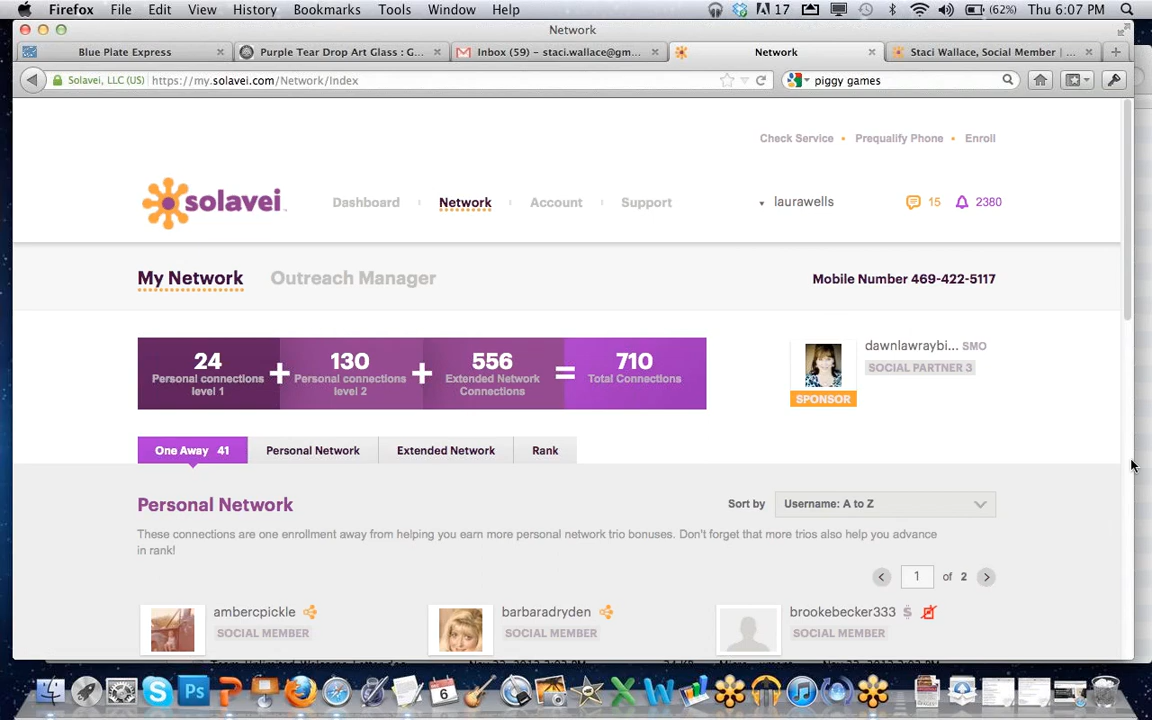 Firefox File Edit View History Bookmarks Tools Window Help 17 (62%) Thu 6:07 PM
Network
Blue Plate Express
Purple Tear Drop Art Glass : G...
Inbox (59) – staci.wallace@gm...
Network
Staci Wallace, Social Member | ...
Solavei, LLC (US) https://my.solavei.com/Network/Index
piggy games
Check Service • Prequalify Phone • Enroll
solavei
Dashboard Network Account Support
laurawells 15 2380
My Network Outreach Manager
Mobile Number 469-422-5117
24 + 130 + 556 = 710
Personal connections level 1
Personal connections level 2
Extended Network Connections
Total Connections
dawnlawraybi... SMO
SOCIAL PARTNER 3
SPONSOR
One Away 41 Personal Network Extended Network Rank
Personal Network
Sort by Username: A to Z
These connections are one enrollment away from helping you earn more personal network trio bonuses. Don't forget that more trios also help you advance
in rank!
1 of 2
ambercpickle
SOCIAL MEMBER
barbaradryden
SOCIAL MEMBER
brookebecker333 $
SOCIAL MEMBER